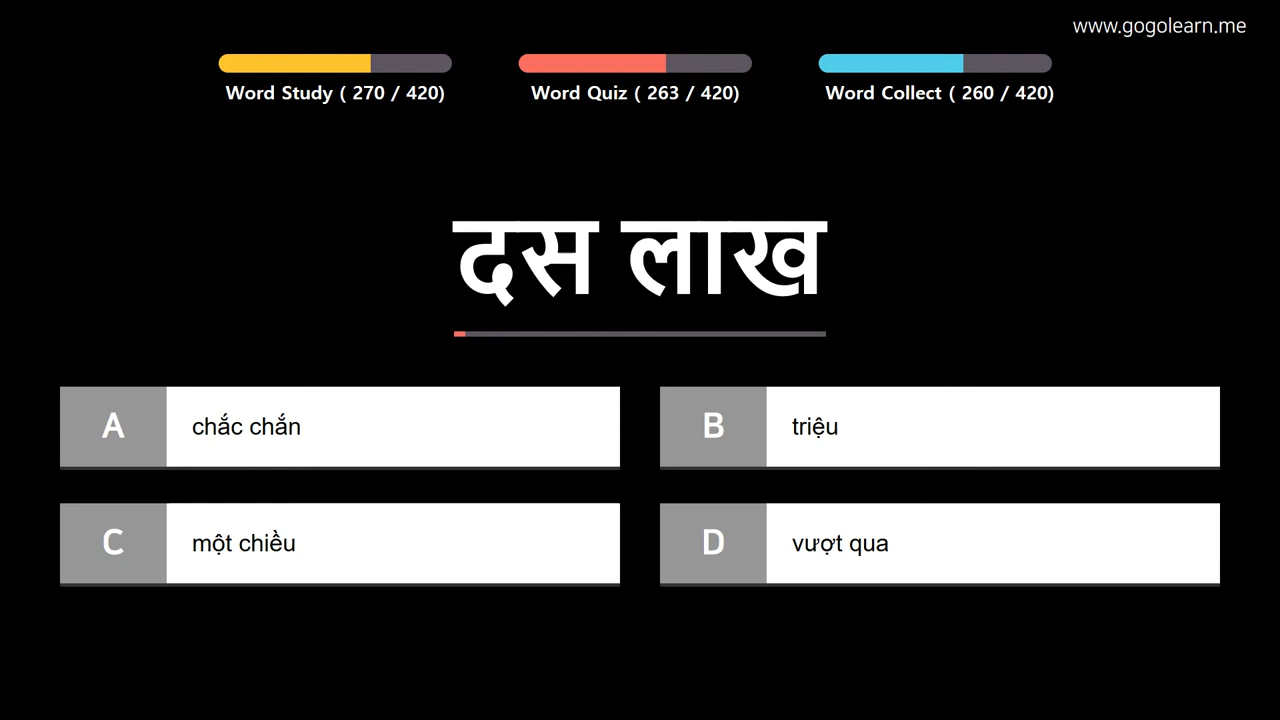 www.gogolearn.me
Word Study ( 270 / 420)
Word Quiz ( 263 / 420)
Word Collect ( 260 / 420)
दस लाख
A chắc chắn
B triệu
C một chiều
D vượt qua